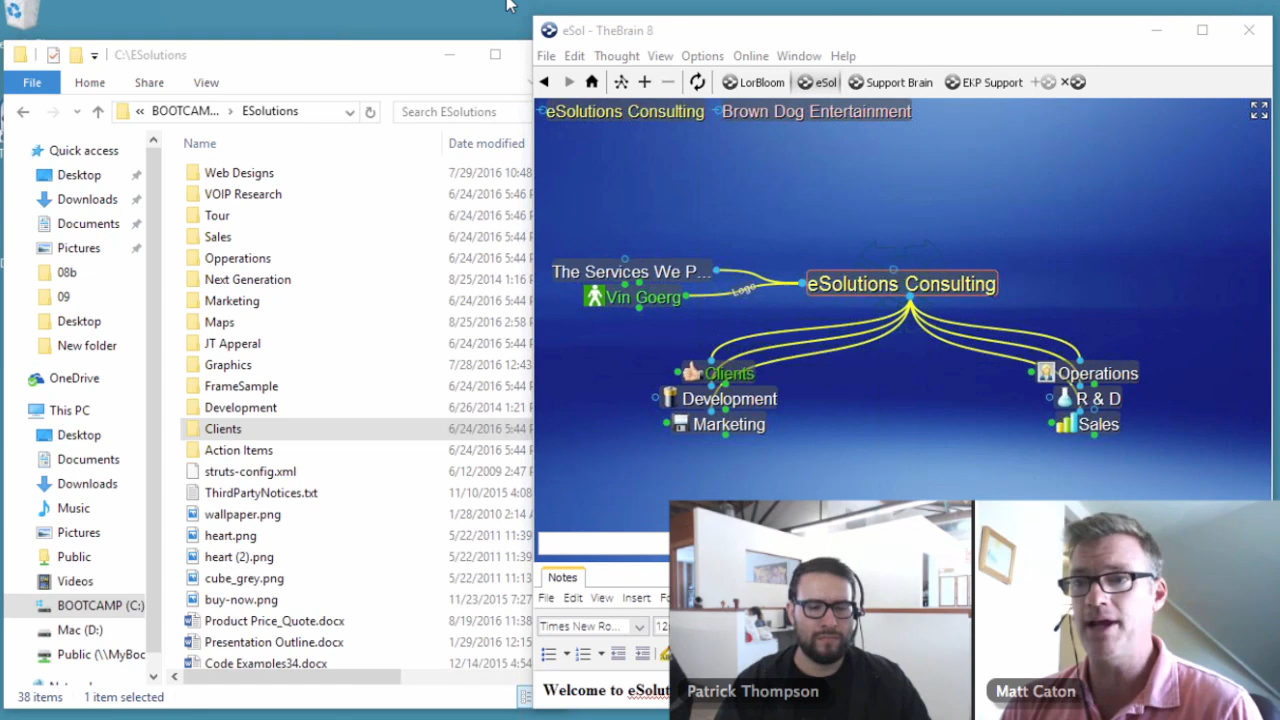 C:\ESolutions
File Home Share View
« BOOTCAM... > ESolutions
Search ESolutions
Name Date modified
Quick access
Desktop
Downloads
Documents
Pictures
08b
09
Desktop
New folder
OneDrive
This PC
Desktop
Documents
Downloads
Music
Pictures
Public
Videos
BOOTCAMP (C:)
Mac (D:)
Public (\\MyBoc
Web Designs 7/29/2016 10:48
VOIP Research 6/24/2016 5:46 P
Tour 6/24/2016 5:46 P
Sales 6/24/2016 5:44 P
Opperations 6/24/2016 5:44 P
Next Generation 8/25/2014 1:16 P
Marketing 6/24/2016 5:44 P
Maps 8/25/2016 2:58 P
JT Apperal 6/24/2016 5:44 P
Graphics 7/28/2016 12:43
FrameSample 6/24/2016 5:44 P
Development 6/26/2014 1:21 P
Clients 6/24/2016 5:44 P
Action Items 6/24/2016 5:44 P
struts-config.xml 6/12/2009 2:47 P
ThirdPartyNotices.txt 11/10/2015 4:08
wallpaper.png 1/28/2010 2:14 A
heart.png 5/22/2011 11:39
heart (2).png 5/22/2011 11:39
cube_grey.png 5/22/2011 11:13
buy-now.png 11/23/2015 7:27
Product Price_Quote.docx 8/19/2016 11:38
Presentation Outline.docx 1/29/2016 12:15
Code Examples34.docx 12/14/2015 4:54
38 items 1 item selected
eSol - TheBrain 8
File Edit Thought View Options Online Window Help
LorBloom eSol Support Brain EKP Support
eSolutions Consulting Brown Dog Entertainment
The Services We P...
Vin Goerg
Logo
eSolutions Consulting
Clients
Development
Marketing
Operations
R & D
Sales
Notes
File Edit View Insert Fo
Times New Ro... 12
Welcome to eSolut
Patrick Thompson
Matt Caton